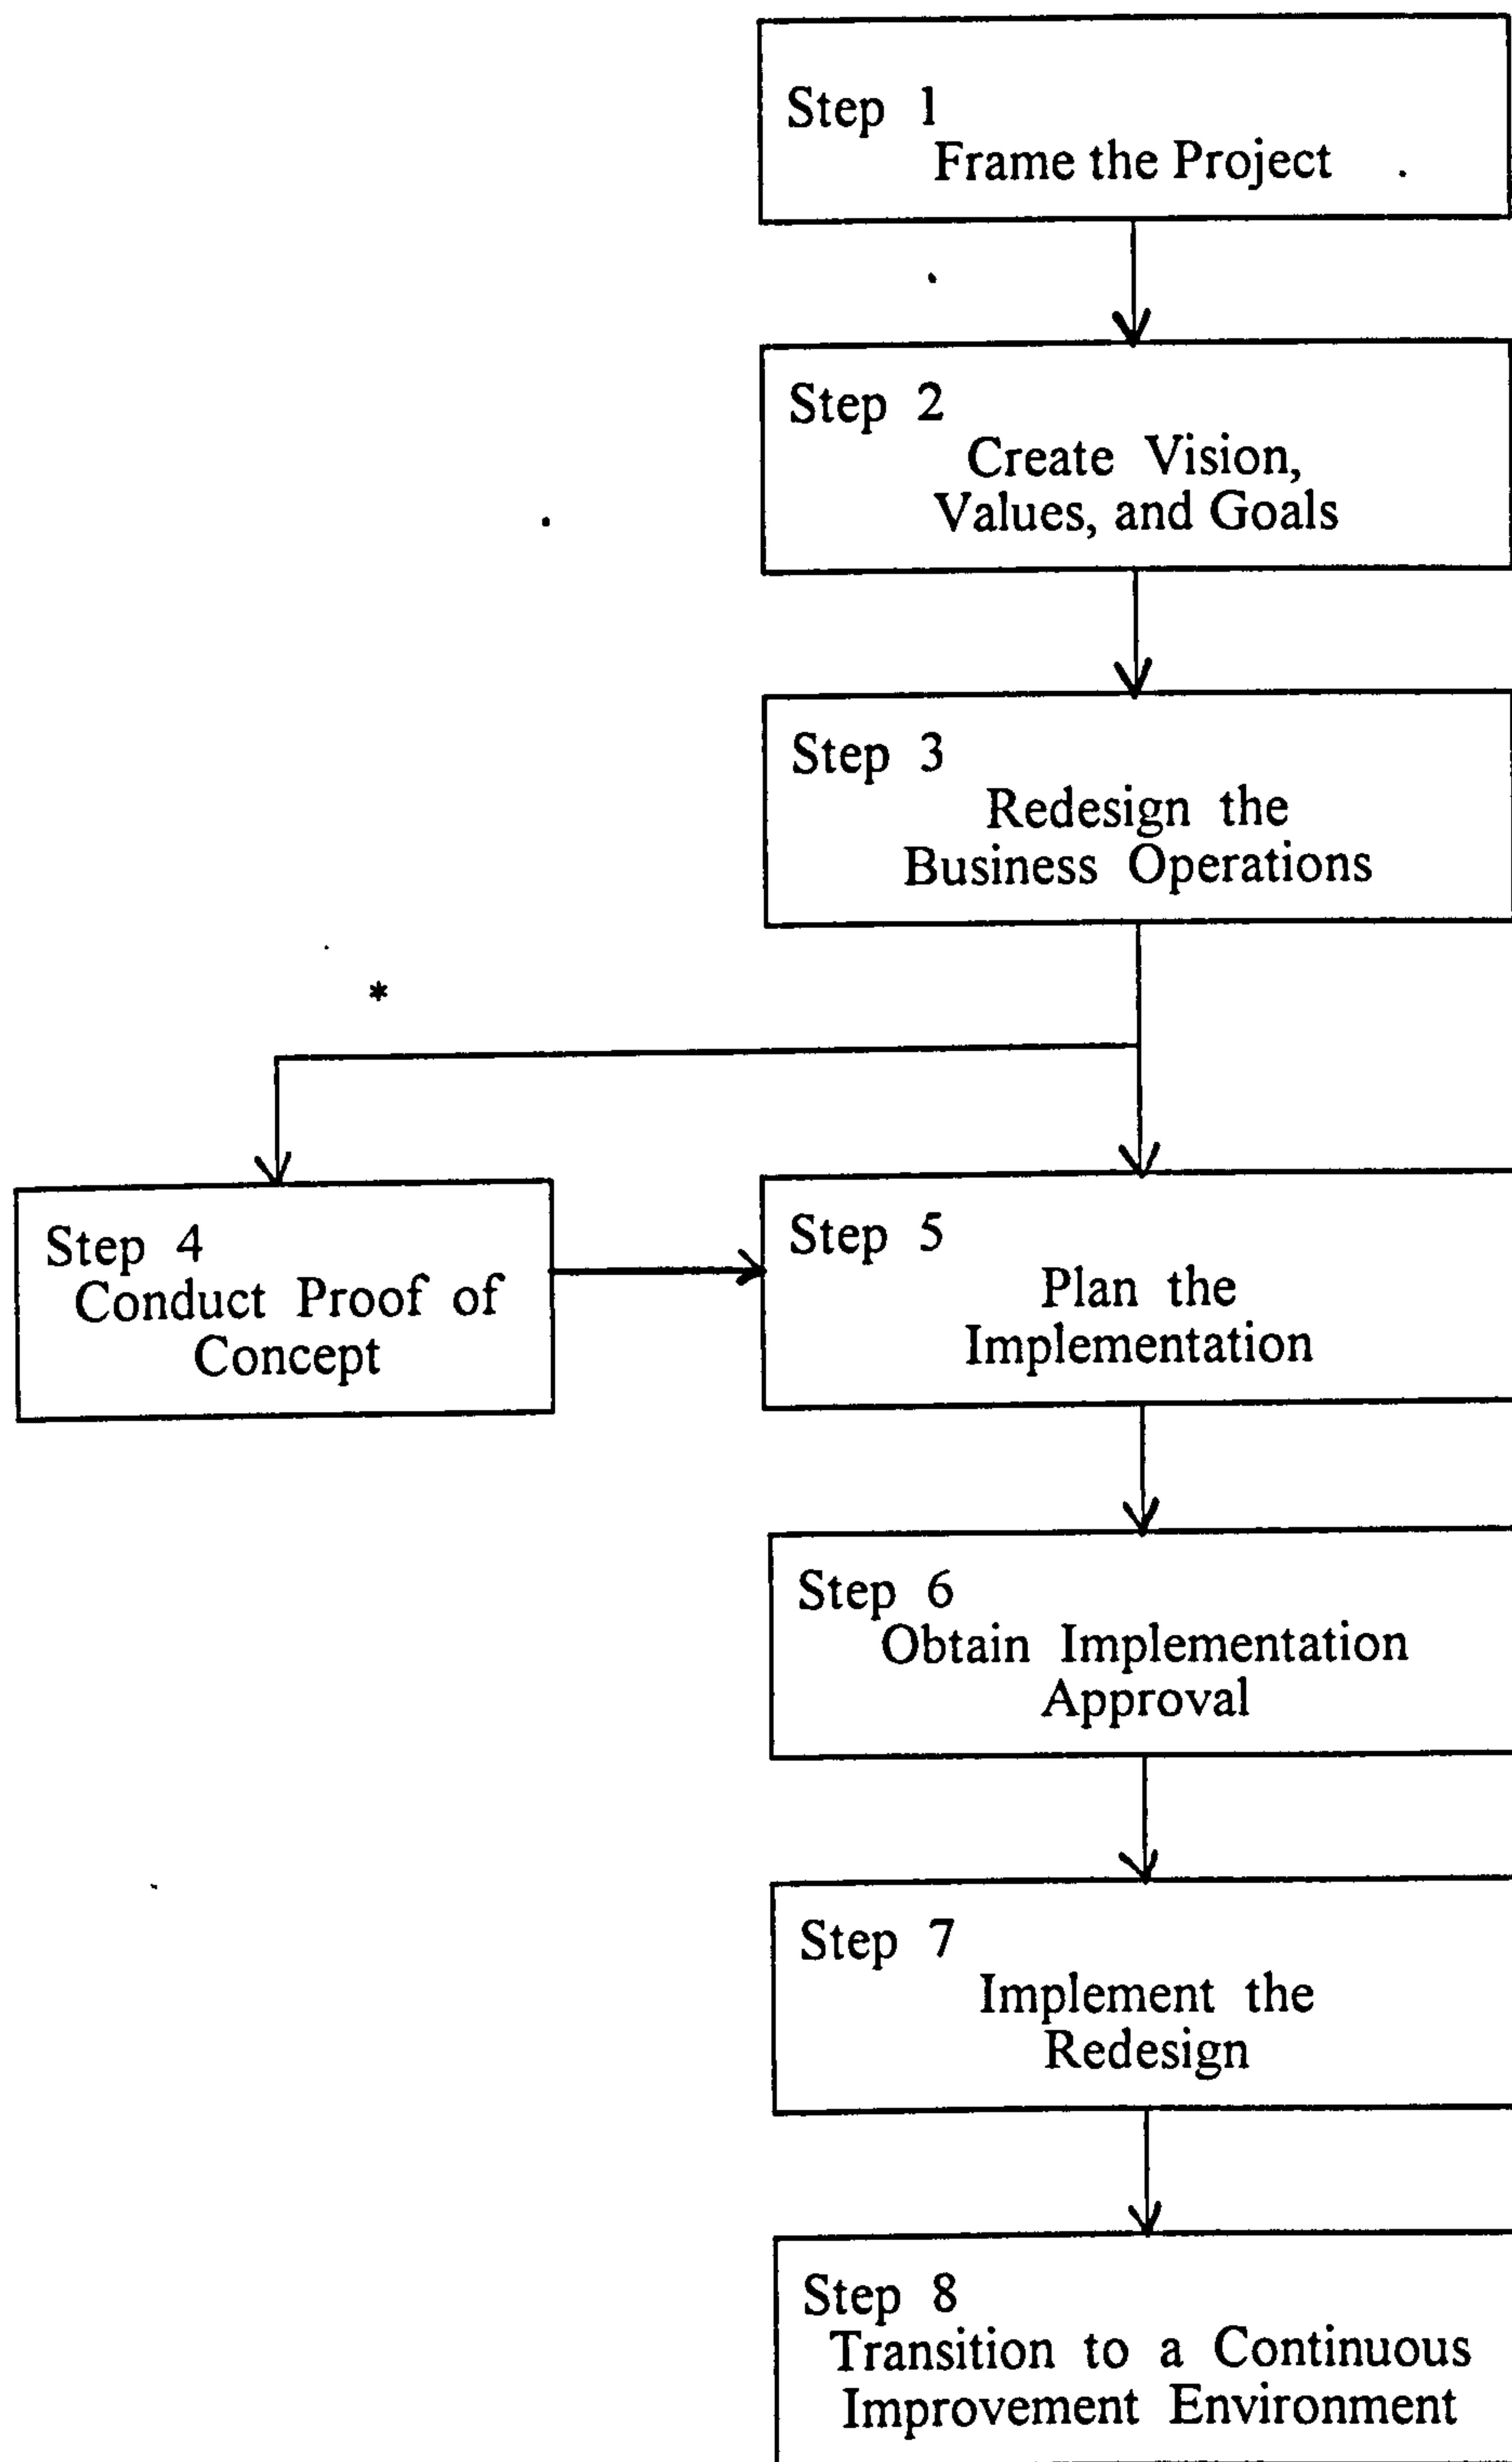 Step 1
Frame the Project
Step 2
Create Vision,
Values, and Goals
Step 3
Redesign the
Business Operations
*
Step 4
Conduct Proof of
Concept
Step 5
Plan the
Implementation
Step 6
Obtain Implementation
Approval
Step 7
Implement the
Redesign
Step 8
Transition to a Continuous
Improvement Environment